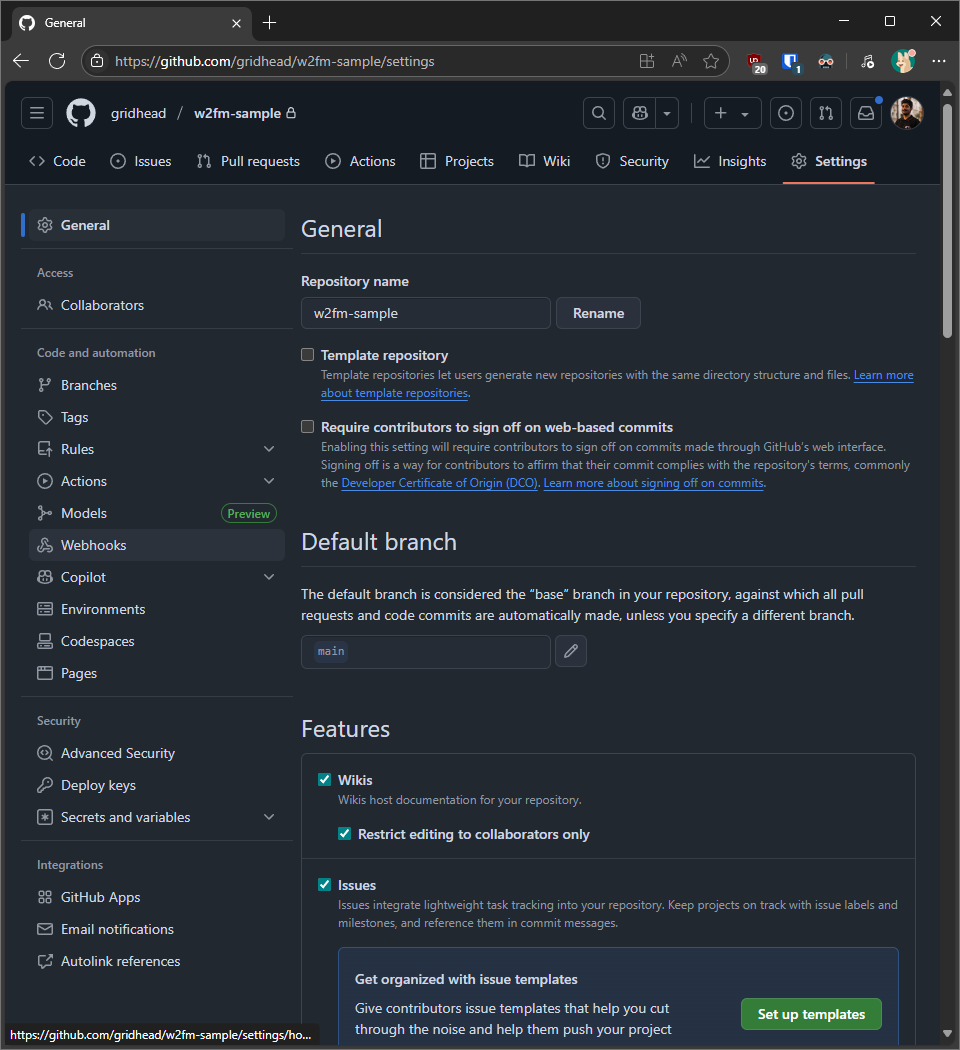 General
https://github.com/gridhead/w2fm-sample/settings
20
1
gridhead / w2fm-sample
Code
Issues
Pull requests
Actions
Projects
Wiki
Security
Insights
Settings
General
Access
Collaborators
Code and automation
Branches
Tags
Rules
Actions
Models
Preview
Webhooks
Copilot
Environments
Codespaces
Pages
Security
Advanced Security
Deploy keys
Secrets and variables
Integrations
GitHub Apps
Email notifications
Autolink references
General
Repository name
w2fm-sample
Rename
Template repository
Template repositories let users generate new repositories with the same directory structure and files. Learn more
about template repositories.
Require contributors to sign off on web-based commits
Enabling this setting will require contributors to sign off on commits made through GitHub's web interface.
Signing off is a way for contributors to affirm that their commit complies with the repository's terms, commonly
the Developer Certificate of Origin (DCO). Learn more about signing off on commits.
Default branch
The default branch is considered the “base” branch in your repository, against which all pull
requests and code commits are automatically made, unless you specify a different branch.
main
Features
Wikis
Wikis host documentation for your repository.
Restrict editing to collaborators only
Issues
Issues integrate lightweight task tracking into your repository. Keep projects on track with issue labels and
milestones, and reference them in commit messages.
Get organized with issue templates
Give contributors issue templates that help you cut
through the noise and help them push your project
Set up templates
https://github.com/gridhead/w2fm-sample/settings/ho...